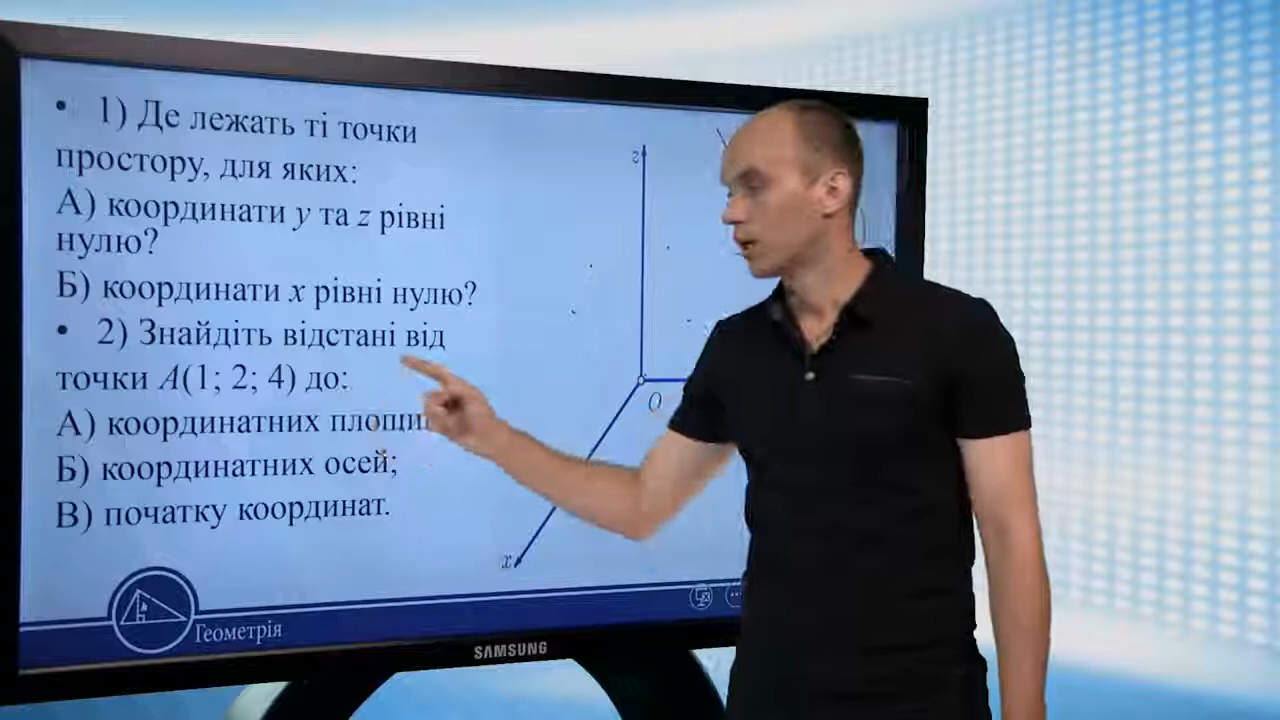 • 1) Де лежать ті точки
простору, для яких:
А) координати y та z рівні
нулю?
Б) координати x рівні нулю?
• 2) Знайдіть відстані від
точки A(1; 2; 4) до:
А) координатних
Б) координатних осей;
В) початку координат.
z
O
x
Геометрія
SAMSUNG